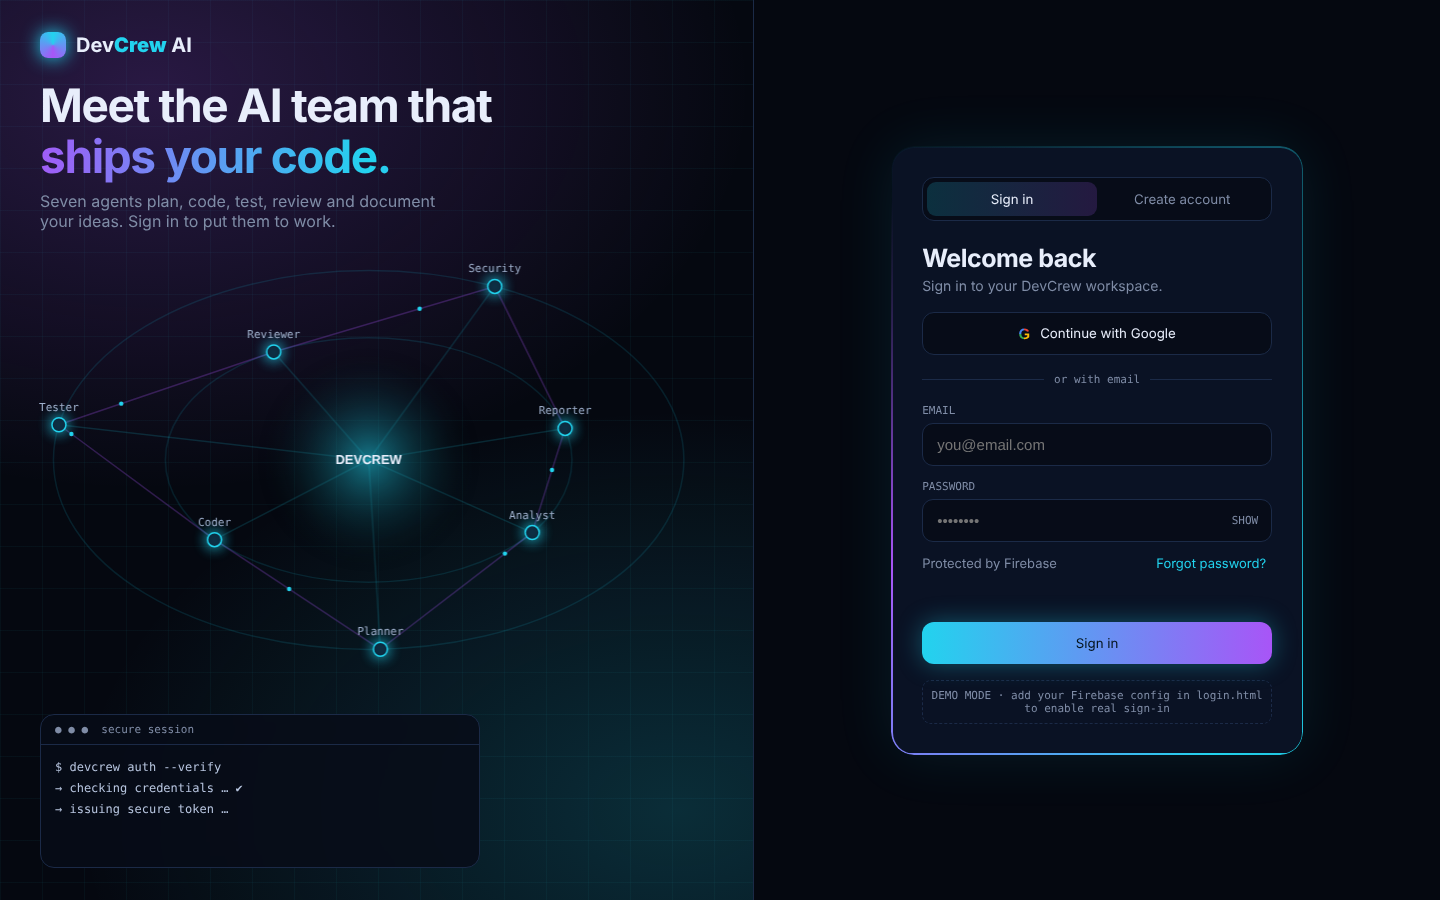 DevCrew AI
Meet the AI team that
ships your code.
Seven agents plan, code, test, review and document
your ideas. Sign in to put them to work.
Security
Reviewer
Tester
Reporter
DEVCREW
Coder
Analyst
Planner
secure session
$ devcrew auth --verify
→ checking credentials … ✔
→ issuing secure token …
Sign in
Create account
Welcome back
Sign in to your DevCrew workspace.
G Continue with Google
or with email
EMAIL
you@email.com
PASSWORD
••••••••
SHOW
Protected by Firebase
Forgot password?
Sign in
DEMO MODE · add your Firebase config in login.html
to enable real sign-in